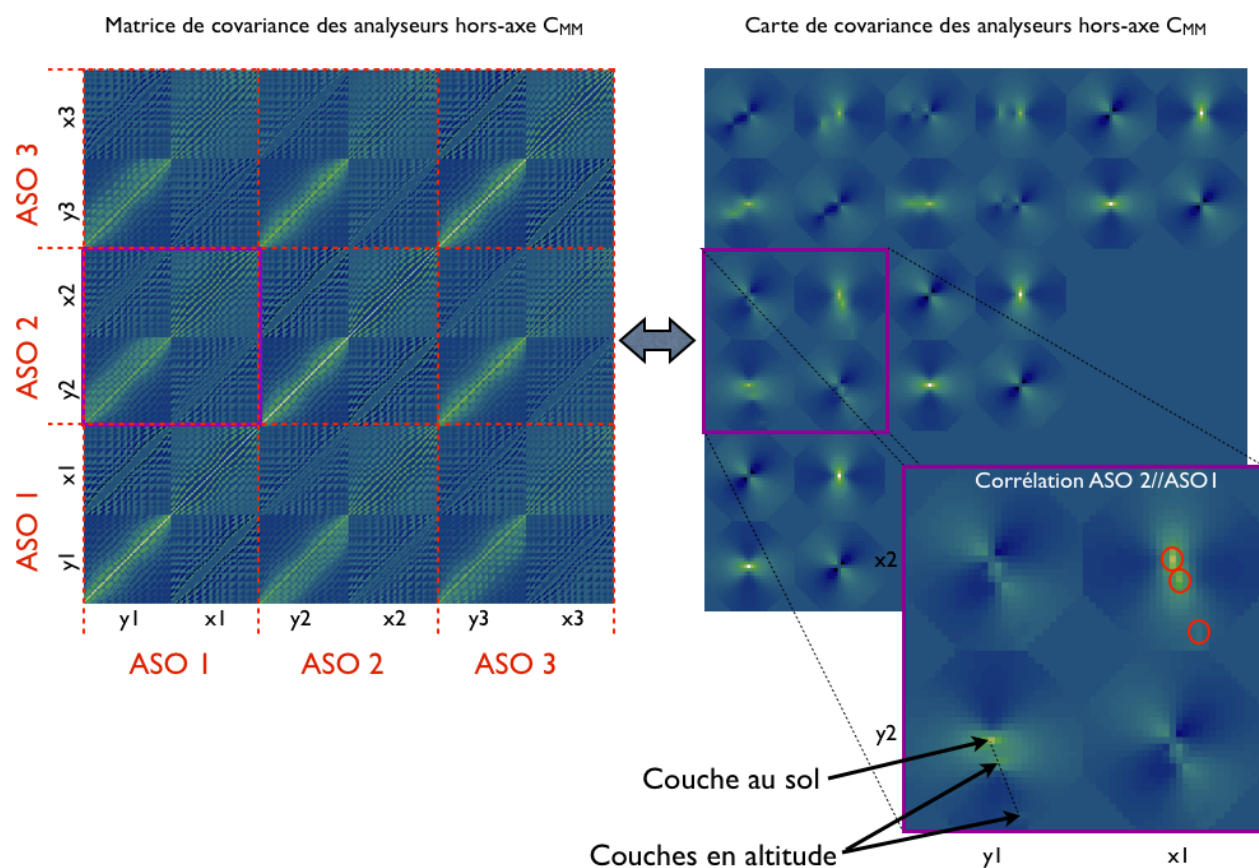 Matrice de covariance des analyseurs hors-axe CMM
Carte de covariance des analyseurs hors-axe CMM
ASO 3
x3
y3
ASO 2
x2
y2
ASO 1
x1
y1
y1 x1 y2 x2 y3 x3
ASO 1 ASO 2 ASO 3
Corrélation ASO 2//ASO1
x2
y2
Couche au sol
Couches en altitude
y1 x1